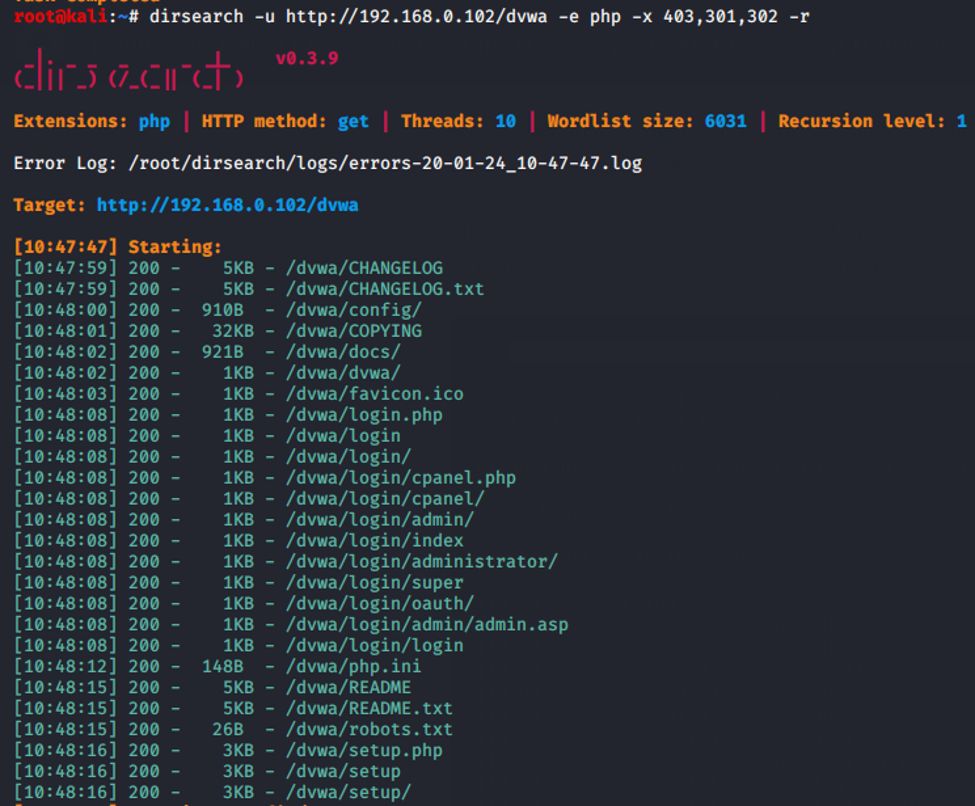 root@kali:~# dirsearch -u http://192.168.0.102/dvwa -e php -x 403,301,302 -r
v0.3.9
Extensions: php | HTTP method: get | Threads: 10 | Wordlist size: 6031 | Recursion level: 1
Error Log: /root/dirsearch/logs/errors-20-01-24_10-47-47.log
Target: http://192.168.0.102/dvwa
[10:47:47] Starting:
[10:47:59] 200 -    5KB - /dvwa/CHANGELOG
[10:47:59] 200 -    5KB - /dvwa/CHANGELOG.txt
[10:48:00] 200 -  910B  - /dvwa/config/
[10:48:01] 200 -   32KB - /dvwa/COPYING
[10:48:02] 200 -  921B  - /dvwa/docs/
[10:48:02] 200 -    1KB - /dvwa/dvwa/
[10:48:03] 200 -    1KB - /dvwa/favicon.ico
[10:48:08] 200 -    1KB - /dvwa/login.php
[10:48:08] 200 -    1KB - /dvwa/login
[10:48:08] 200 -    1KB - /dvwa/login/
[10:48:08] 200 -    1KB - /dvwa/login/cpanel.php
[10:48:08] 200 -    1KB - /dvwa/login/cpanel/
[10:48:08] 200 -    1KB - /dvwa/login/admin/
[10:48:08] 200 -    1KB - /dvwa/login/index
[10:48:08] 200 -    1KB - /dvwa/login/administrator/
[10:48:08] 200 -    1KB - /dvwa/login/super
[10:48:08] 200 -    1KB - /dvwa/login/oauth/
[10:48:08] 200 -    1KB - /dvwa/login/admin/admin.asp
[10:48:08] 200 -    1KB - /dvwa/login/login
[10:48:12] 200 -  148B  - /dvwa/php.ini
[10:48:15] 200 -    5KB - /dvwa/README
[10:48:15] 200 -    5KB - /dvwa/README.txt
[10:48:15] 200 -   26B  - /dvwa/robots.txt
[10:48:16] 200 -    3KB - /dvwa/setup.php
[10:48:16] 200 -    3KB - /dvwa/setup
[10:48:16] 200 -    3KB - /dvwa/setup/